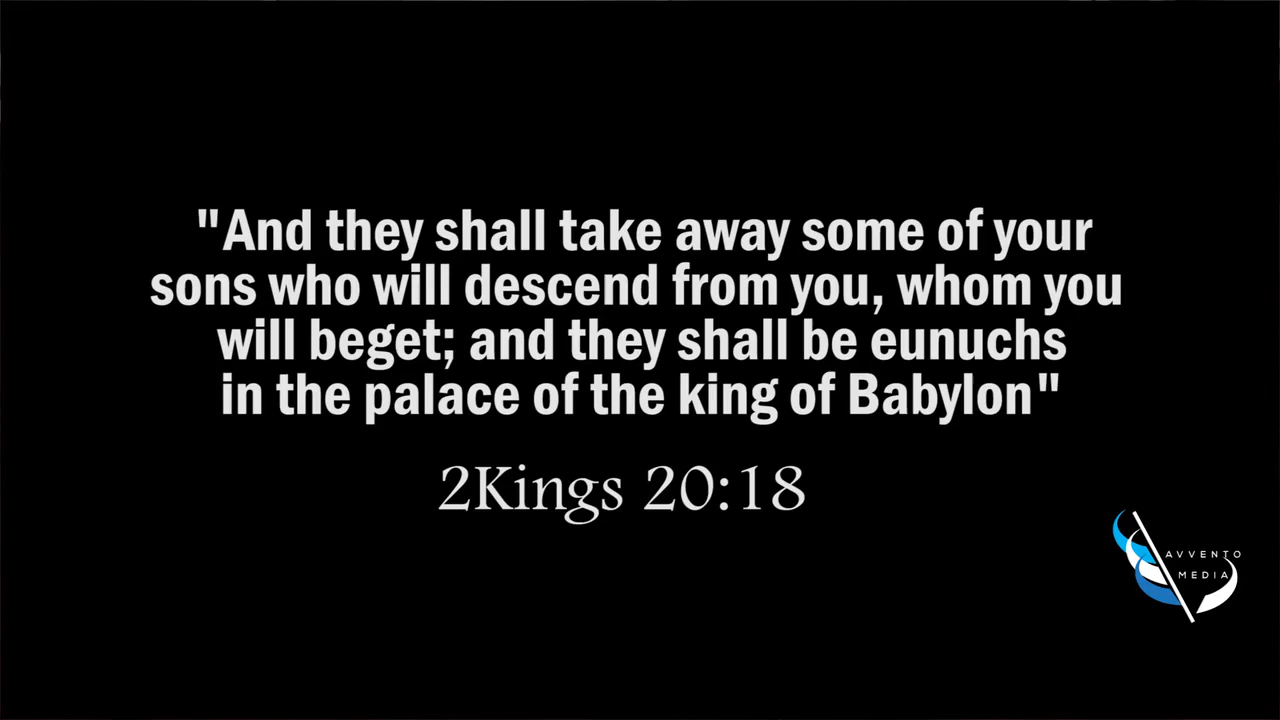 "And they shall take away some of your
sons who will descend from you, whom you
will beget; and they shall be eunuchs
in the palace of the king of Babylon"
2Kings 20:18
AVVENTO
MEDIA